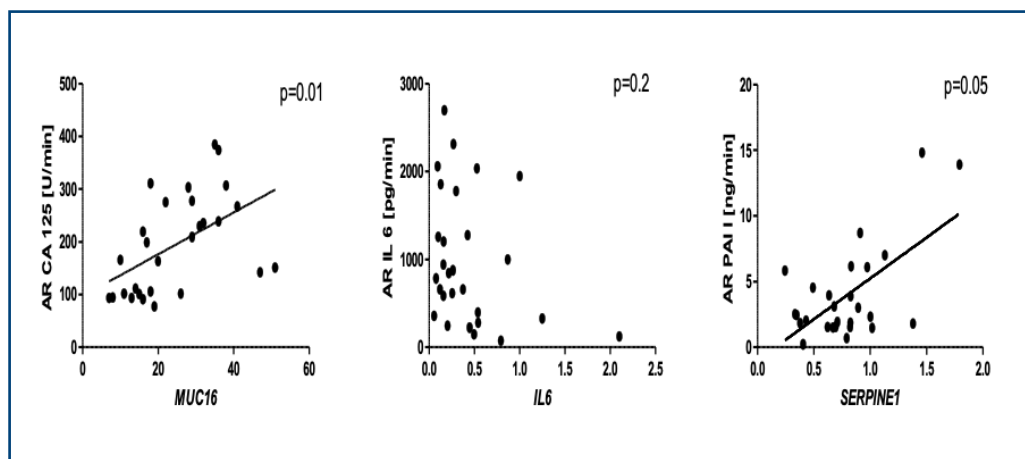 p=0.01
AR CA 125 [U/min]
500
400
300
200
100
0
0 20 40 60
MUC16
p=0.2
AR IL 6 [pg/min]
3000
2000
1000
0
0.0 0.5 1.0 1.5 2.0 2.5
IL6
p=0.05
AR PAI I [ng/min]
20
15
10
5
0
0.0 0.5 1.0 1.5 2.0
SERPINE1